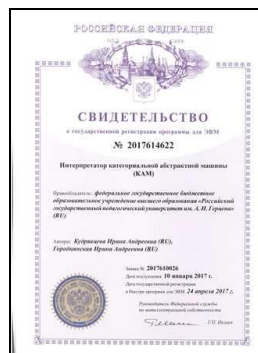 РОССИЙСКАЯ ФЕДЕРАЦИЯ
СВИДЕТЕЛЬСТВО
о государственной регистрации программы для ЭВМ
№ 2017614622
Интерпретатор категориальной абстрактной машины
(КАМ)
Правообладатель: федеральное государственное бюджетное
образовательное учреждение высшего образования «Российский
государственный педагогический университет им. А. И. Герцена»
(RU)
Авторы: Кудрявцева Ирина Андреевна (RU),
Ирина Андреевна (RU)
Заявка № 2017610026
Дата поступления 10 января 2017 г.
Дата государственной регистрации
в Реестре программ для ЭВМ 24 апреля 2017 г.
Руководитель Федеральной службы
по интеллектуальной собственности
Г.П. Ивлиев